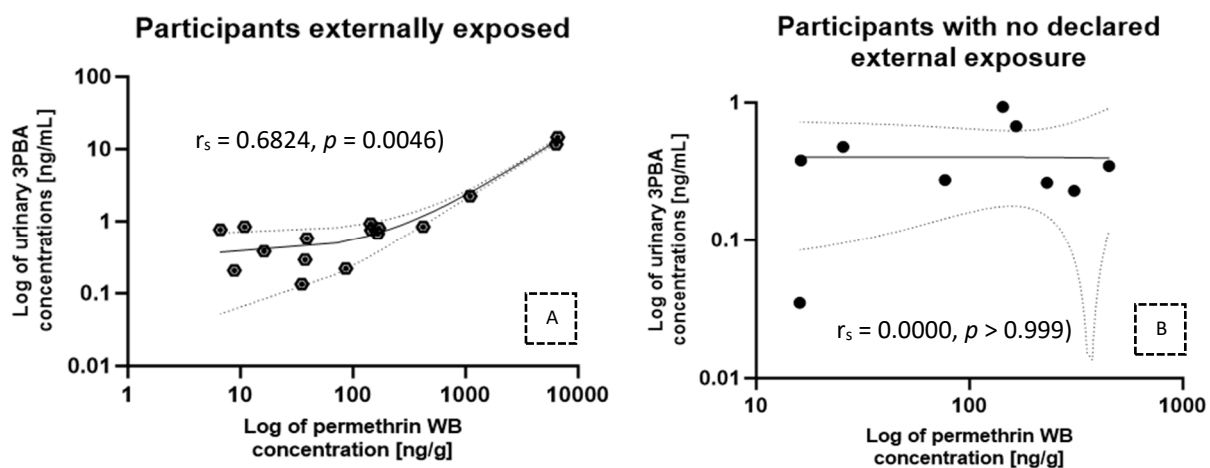 Participants externally exposed
100
10
1
0.1
0.01
Log of urinary 3PBA
concentrations [ng/mL]
rs = 0.6824, p = 0.0046)
A
1
10
100
1000
10000
Log of permethrin WB
concentration [ng/g]
Participants with no declared
external exposure
1
0.1
0.01
Log of urinary 3PBA
concentrations [ng/mL]
rs = 0.0000, p > 0.999)
B
10
100
1000
Log of permethrin WB
concentration [ng/g]